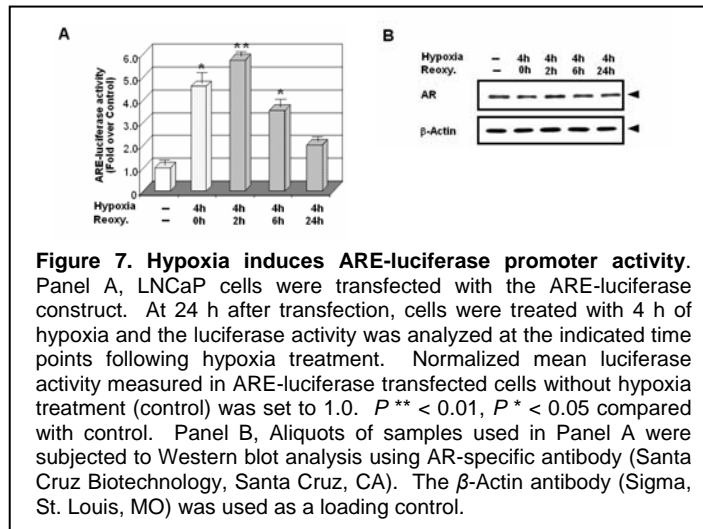 A
B
ARE-luciferase activity
(Fold over Control)
6.0
5.0
4.0
3.0
2.0
1.0
0
*
**
*
Hypoxia – 4h 4h 4h 4h
Reoxy. – 0h 2h 6h 24h
Hypoxia – 4h 4h 4h 4h
Reoxy. – 0h 2h 6h 24h
AR
β-Actin
Figure 7. Hypoxia induces ARE-luciferase promoter activity.
Panel A, LNCaP cells were transfected with the ARE-luciferase
construct. At 24 h after transfection, cells were treated with 4 h of
hypoxia and the luciferase activity was analyzed at the indicated time
points following hypoxia treatment. Normalized mean luciferase
activity measured in ARE-luciferase transfected cells without hypoxia
treatment (control) was set to 1.0. P ** < 0.01, P * < 0.05 compared
with control. Panel B, Aliquots of samples used in Panel A were
subjected to Western blot analysis using AR-specific antibody (Santa
Cruz Biotechnology, Santa Cruz, CA). The β-Actin antibody (Sigma,
St. Louis, MO) was used as a loading control.